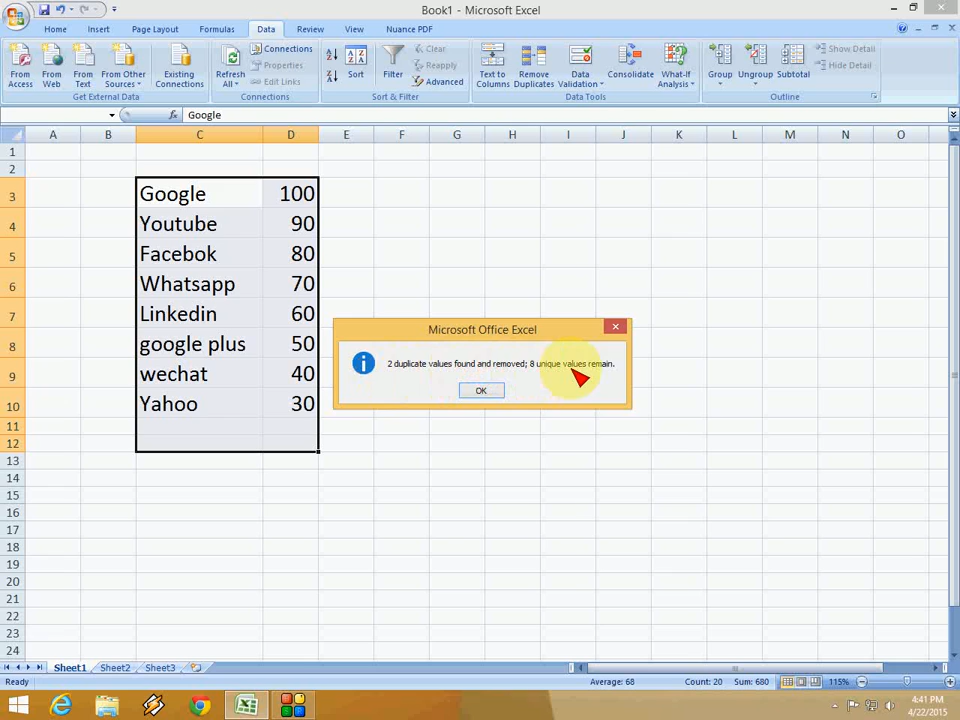 Book1 - Microsoft Excel
Home Insert Page Layout Formulas Data Review View Nuance PDF
From Access
From Web
From Text
From Other Sources
Existing Connections
Get External Data
Refresh All
Connections
Properties
Edit Links
Connections
Sort
Filter
Clear
Reapply
Advanced
Sort & Filter
Text to Columns
Remove Duplicates
Data Validation
Consolidate
What-If Analysis
Data Tools
Group
Ungroup
Subtotal
Show Detail
Hide Detail
Outline
fx Google
A B C D E F G H I J K L M N O
1
2
3 Google 100
4 Youtube 90
5 Facebok 80
6 Whatsapp 70
7 Linkedin 60
8 google plus 50
9 wechat 40
10 Yahoo 30
11
12
13
14
15
16
17
18
19
20
21
22
23
24
Microsoft Office Excel
2 duplicate values found and removed; 8 unique values remain.
OK
Sheet1 Sheet2 Sheet3
Ready Average: 68 Count: 20 Sum: 680 115%
4:41 PM
4/22/2015